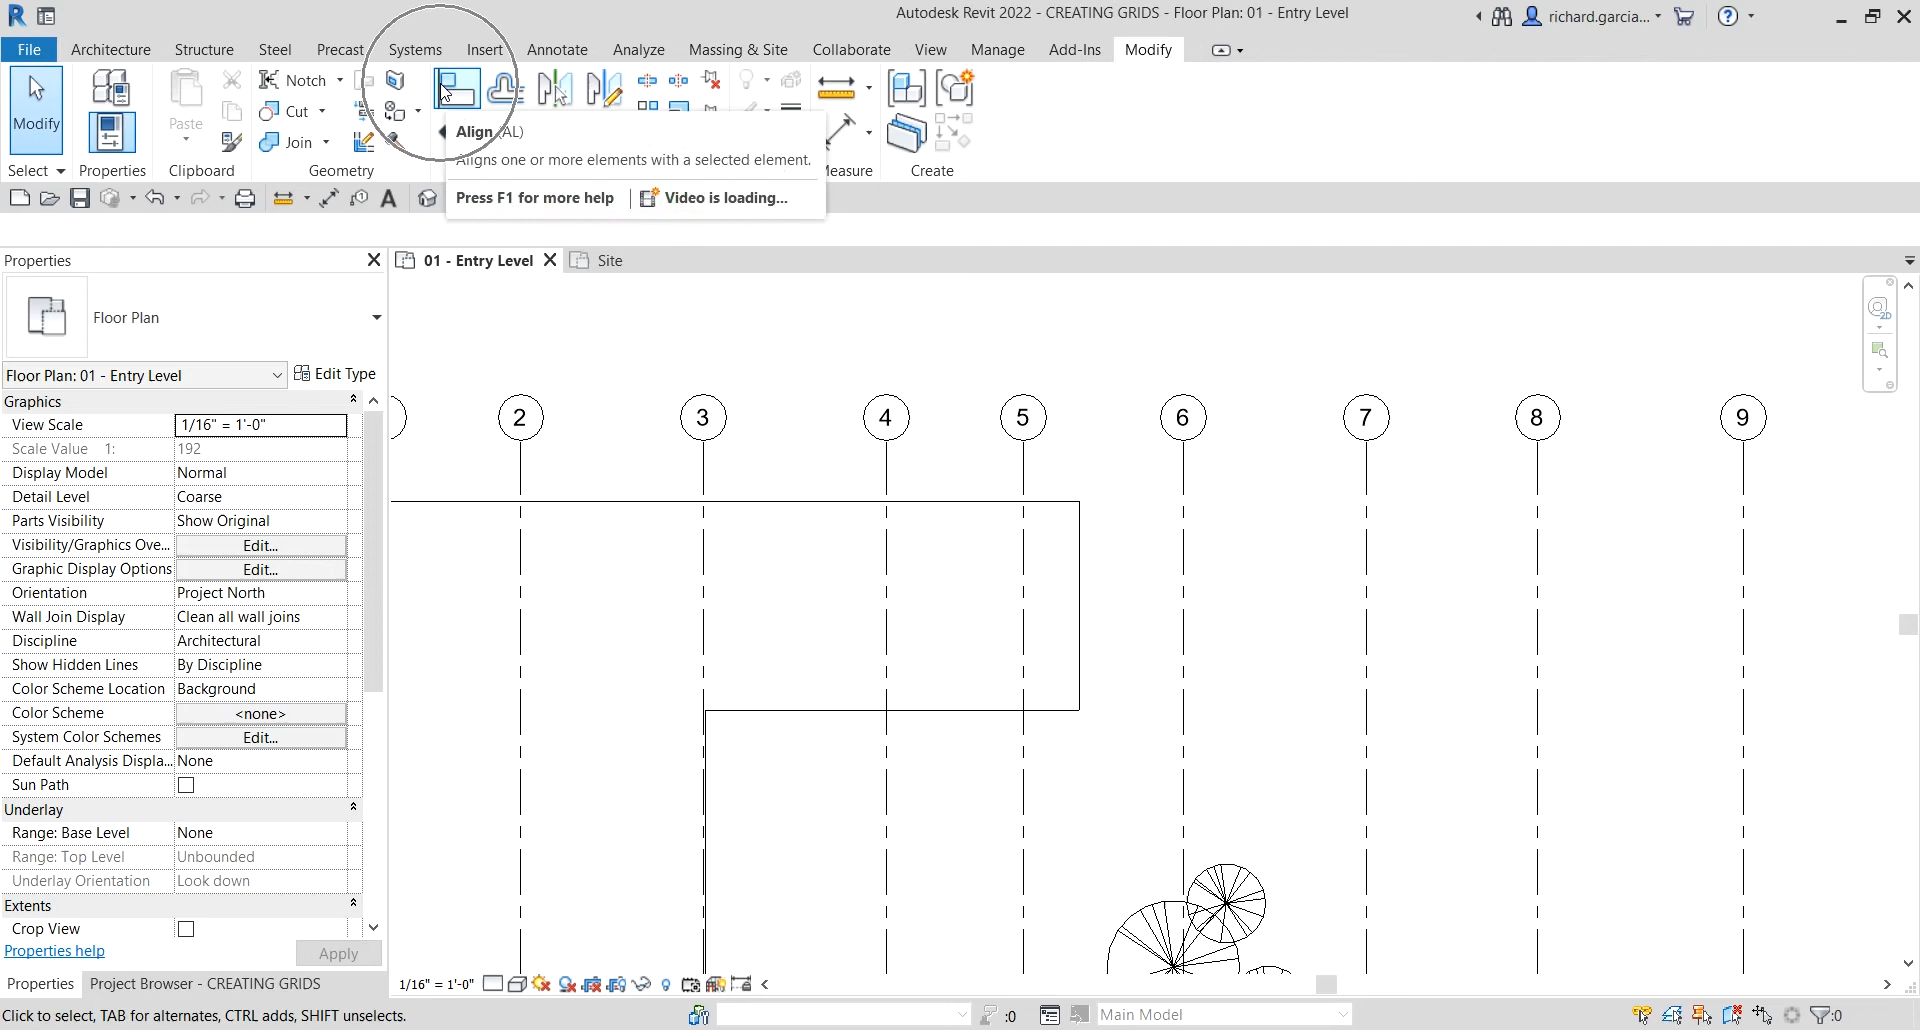 Autodesk Revit 2022 - CREATING GRIDS - Floor Plan: 01 - Entry Level
richard.garcia...
File Architecture Structure Steel Precast Systems Insert Annotate Analyze Massing & Site Collaborate View Manage Add-Ins Modify
Modify
Paste
Notch
Cut
Join
Select Properties Clipboard Geometry Measure Create
Align (AL)
Aligns one or more elements with a selected element.
Press F1 for more help Video is loading...
Properties
01 - Entry Level Site
Floor Plan
Floor Plan: 01 - Entry Level Edit Type
Graphics
View Scale 1/16" = 1'-0"
Scale Value 1: 192
Display Model Normal
Detail Level Coarse
Parts Visibility Show Original
Visibility/Graphics Ove... Edit...
Graphic Display Options Edit...
Orientation Project North
Wall Join Display Clean all wall joins
Discipline Architectural
Show Hidden Lines By Discipline
Color Scheme Location Background
Color Scheme <none>
System Color Schemes Edit...
Default Analysis Displa... None
Sun Path
Underlay
Range: Base Level None
Range: Top Level Unbounded
Underlay Orientation Look down
Extents
Crop View
Properties help Apply
Properties Project Browser - CREATING GRIDS
2 3 4 5 6 7 8 9
2D
1/16" = 1'-0"
Click to select, TAB for alternates, CTRL adds, SHIFT unselects.
:0 Main Model :0